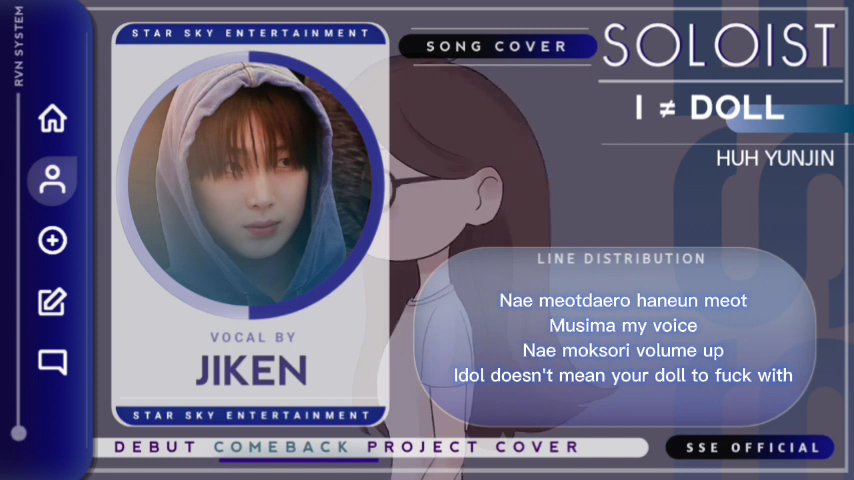 RVN SYSTEM
STAR SKY ENTERTAINMENT
VOCAL BY
JIKEN
STAR SKY ENTERTAINMENT
SONG COVER
SOLOIST
I ≠ DOLL
HUH YUNJIN
LINE DISTRIBUTION
Nae meotdaero haneun meot
Musima my voice
Nae moksori volume up
Idol doesn't mean your doll to fuck with
DEBUT COMEBACK PROJECT COVER
SSE OFFICIAL